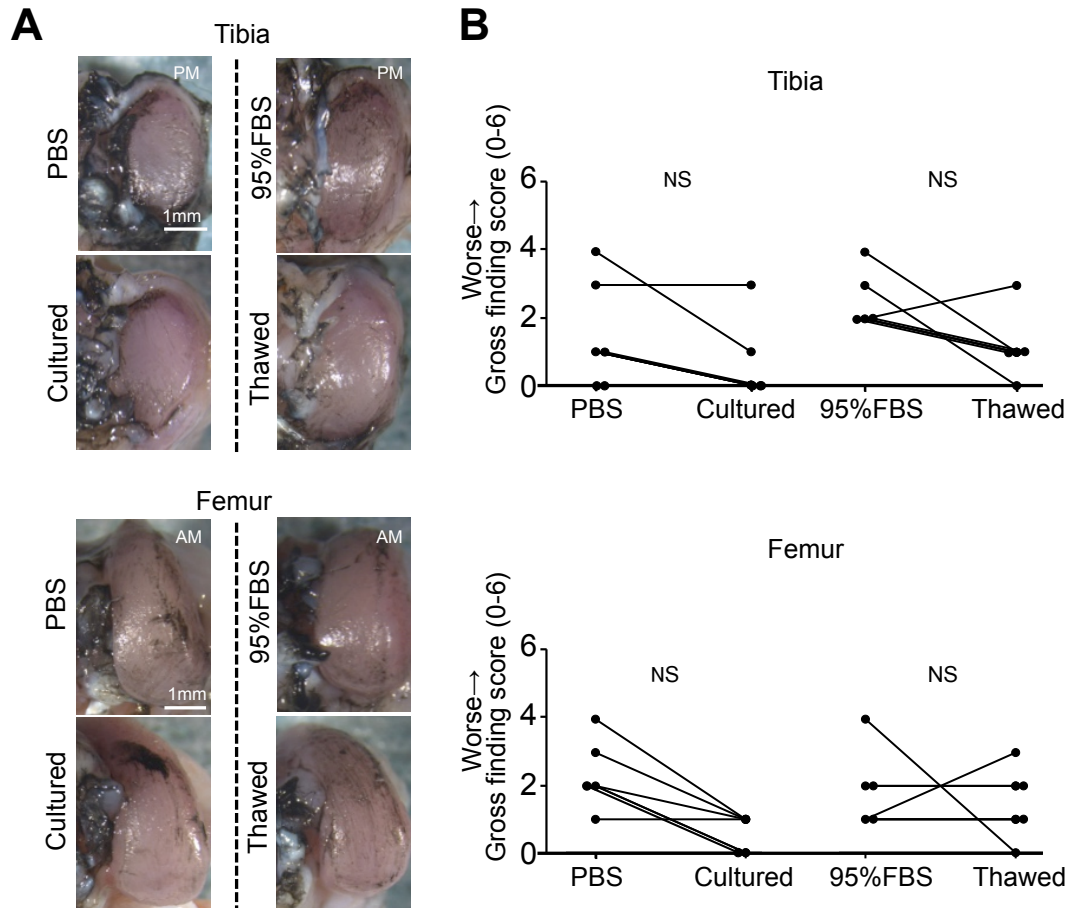 A
Tibia
PBS
PM
95%FBS
PM
1mm
Cultured
Thawed
Femur
PBS
AM
95%FBS
AM
1mm
Cultured
Thawed
B
Tibia
Worse→
Gross finding score (0-6)
6
4
2
0
NS
NS
PBS
Cultured
95%FBS
Thawed
Femur
Worse→
Gross finding score (0-6)
6
4
2
0
NS
NS
PBS
Cultured
95%FBS
Thawed